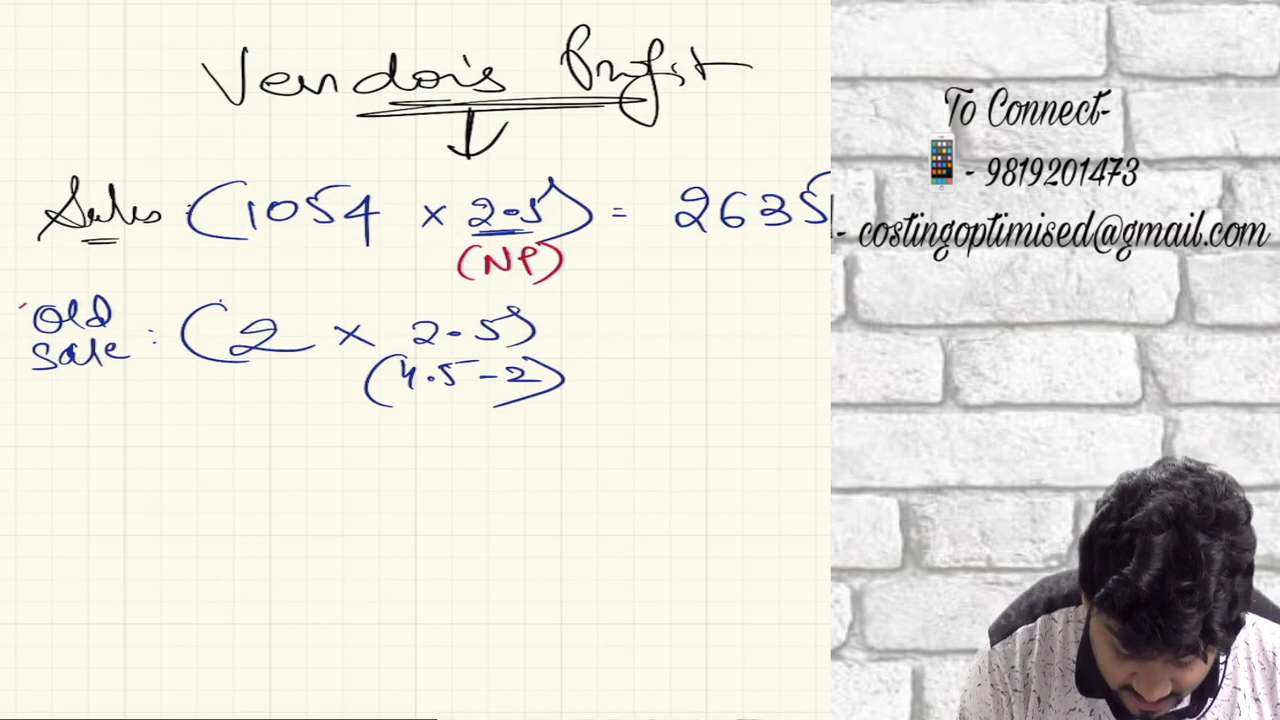 Vendor's Profit
Sales : (1054 × 2.5) = 2635
(NP)
Old
Sale : (2 × 2.5)
(4.5-2)
To Connect-
- 9819201473
- costingoptimised@gmail.com